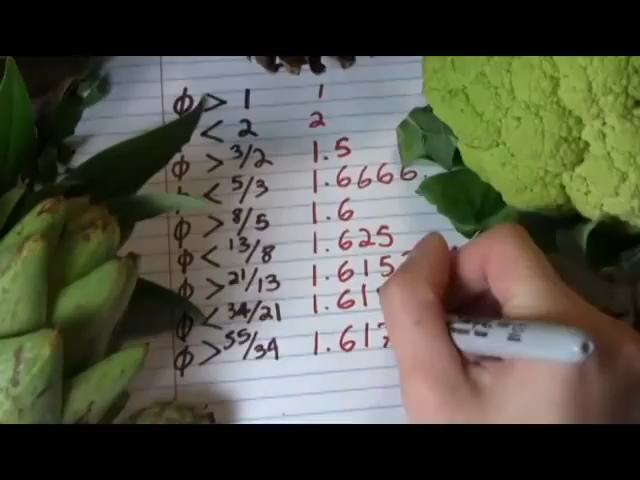 ϕ > 1 1
< 2 2
ϕ > 3/2 1.5
ϕ < 5/3 1.6666.
ϕ > 8/5 1.6
ϕ < 13/8 1.625
ϕ > 21/13 1.615
ϕ < 34/21 1.61
ϕ > 55/34 1.617